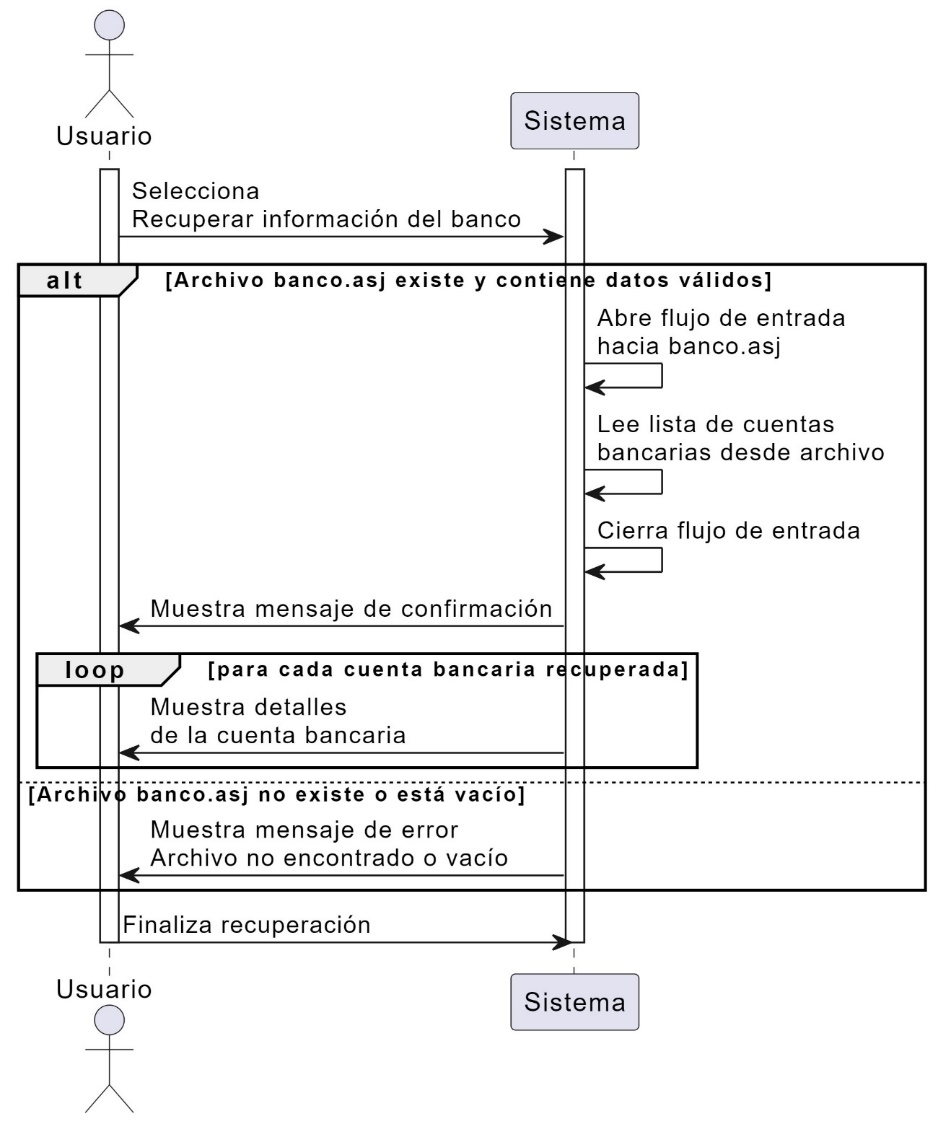 Usuario
Sistema
Selecciona
Recuperar información del banco
alt
[Archivo banco.asj existe y contiene datos válidos]
Abre flujo de entrada
hacia banco.asj
Lee lista de cuentas
bancarias desde archivo
Cierra flujo de entrada
Muestra mensaje de confirmación
loop
[para cada cuenta bancaria recuperada]
Muestra detalles
de la cuenta bancaria
[Archivo banco.asj no existe o está vacío]
Muestra mensaje de error
Archivo no encontrado o vacío
Finaliza recuperación
Usuario
Sistema